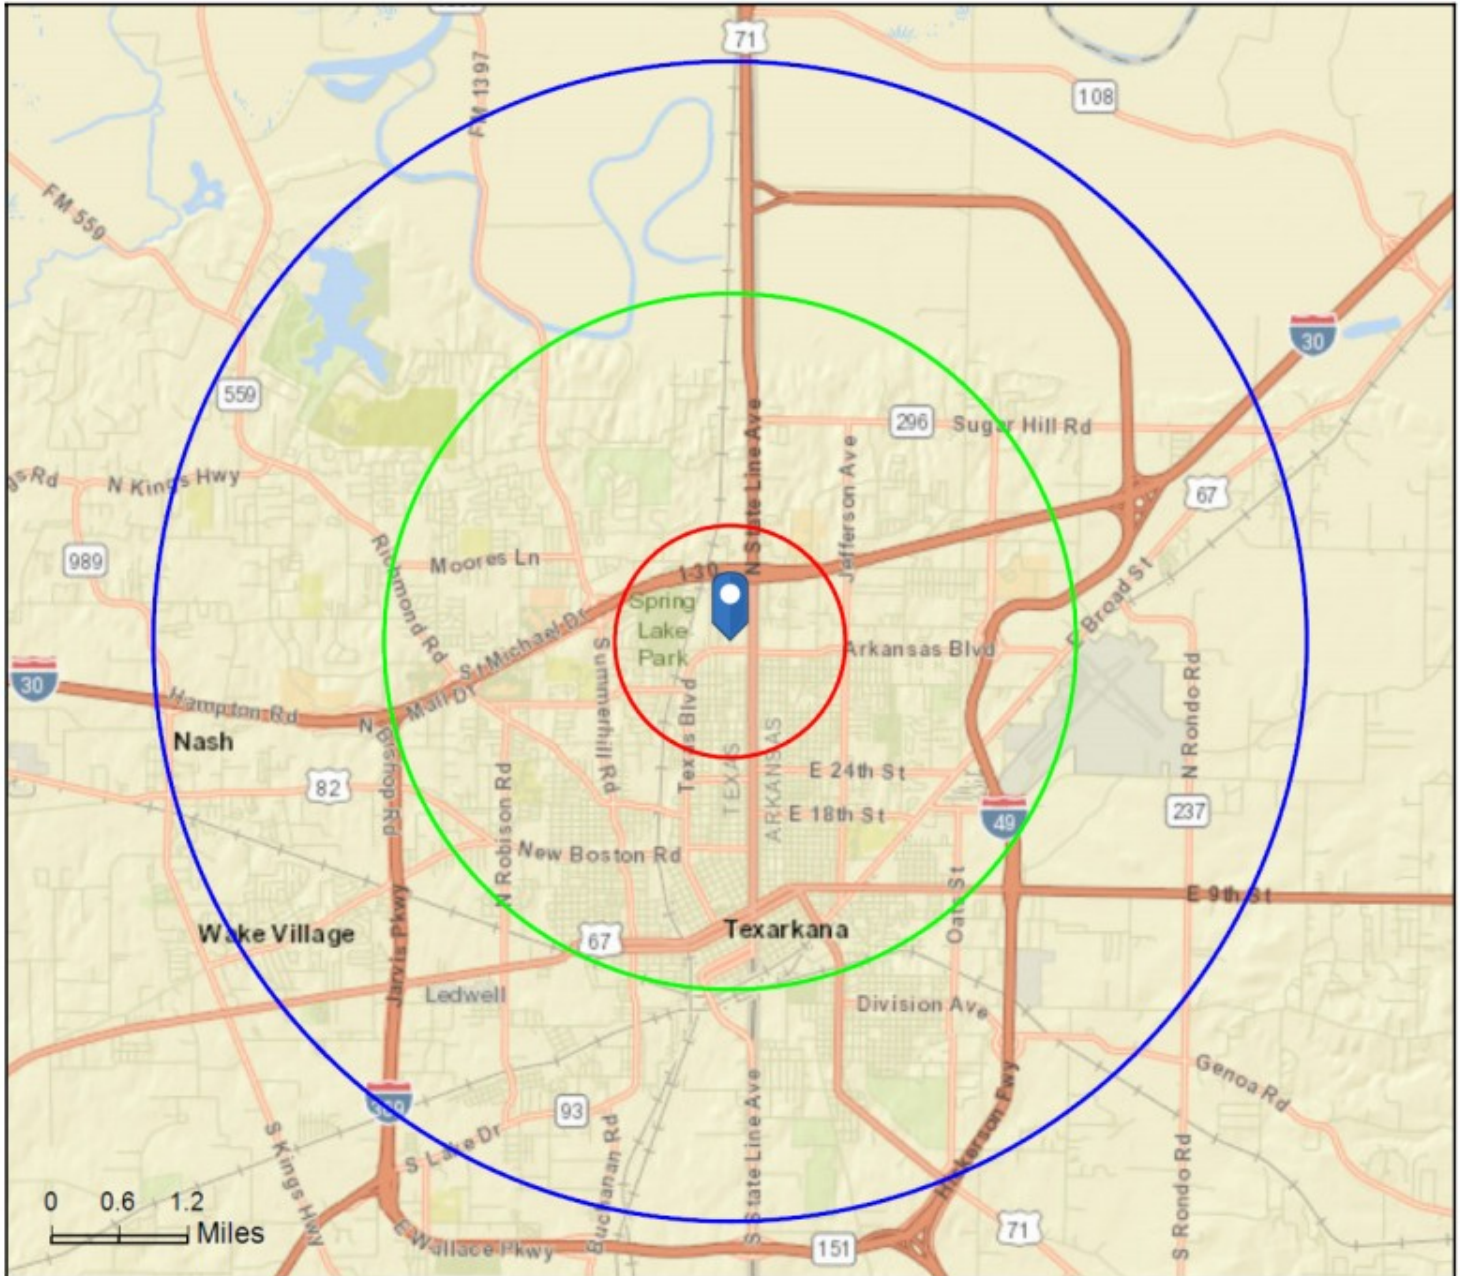 71
108
FM 1397
FM 559
30
559
296
Sugar Hill Rd
N State Line Ave
Jefferson Ave
N Kings Hwy
gs Rd
67
989
Moores Ln
Richmond Rd
I-30
Spring
Lake
Park
St Michael Dr
Summerhill Rd
Arkansas Blvd
E Broad St
30
Hampton Rd
Mall Dr
N Bishop Rd
Nash
Texas Blvd
TEXAS
ARKANSAS
N Rondo Rd
82
E 24th St
E 18th St
49
237
N Robison Rd
New Boston Rd
E 9th St
Oats St
Wake Village
67
Texarkana
Jarvis Pkwy
Ledwell
Division Ave
Genoa Rd
369
93
S Lake Dr
S Kings Hwy
Buchanan Rd
S State Line Ave
Hickerson Fwy
S Rondo Rd
0 0.6 1.2
Miles
E Wallace Pkwy
151
71